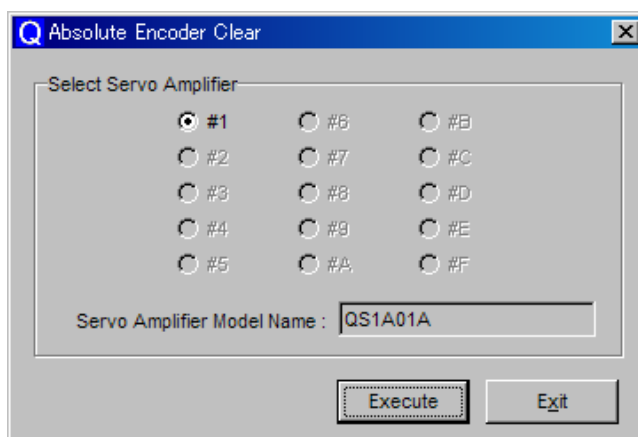 Q Absolute Encoder Clear
Select Servo Amplifier
#1 #6 #B
#2 #7 #C
#3 #8 #D
#4 #9 #E
#5 #A #F
Servo Amplifier Model Name : QS1A01A
Execute Exit